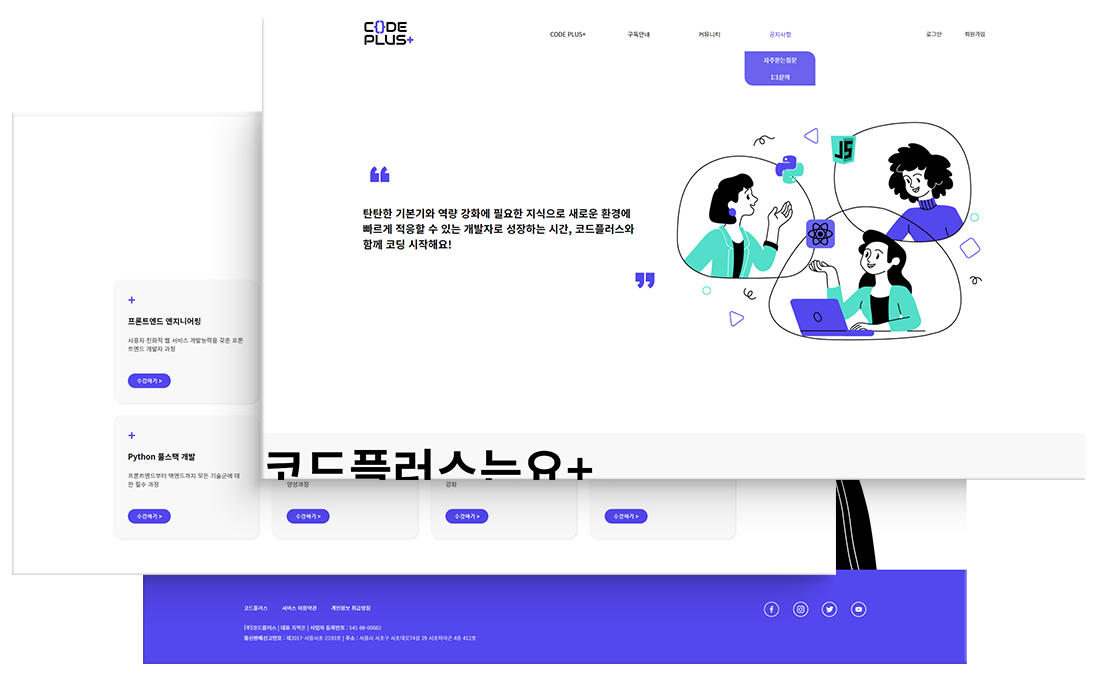 CODE
PLUS+
CODE PLUS+
구독안내
커뮤니티
공지사항
로그인
회원가입
자주묻는질문
1:1문의
JS
탄탄한 기본기와 역량 강화에 필요한 지식으로 새로운 환경에
빠르게 적응할 수 있는 개발자로 성장하는 시간, 코드플러스와
함께 코딩 시작해요!
+
프론트엔드 엔지니어링
사용자 친화적 웹 서비스 개발능력을 갖춘 프론
트엔드 개발자 과정
수강하기 >
+
Python 풀스택 개발
프론트엔드부터 백엔드까지 모든 기술군에 대
한 필수 과정
수강하기 >
코드플러스는요+
양성과정
수강하기 >
강화
수강하기 >
수강하기 >
코드플러스
서비스 이용약관
개인정보 취급방침
(주)코드플러스 | 대표 최백준 | 사업자 등록번호 : 541-88-00682
통신판매신고번호 : 제2017-서울서초-2193호 | 주소 : 서울시 서초구 서초대로74길 29 서초파라곤 4층 412호